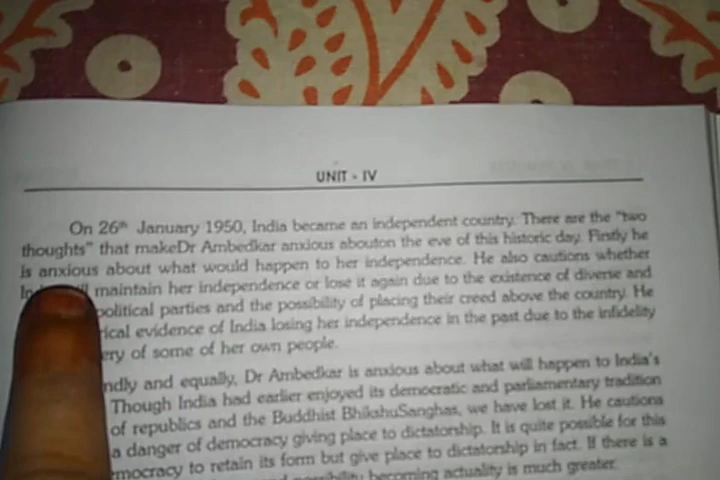 UNIT - IV
On 26th January 1950, India became an independent country. There are the "two
thoughts" that makeDr Ambedkar anxious abouton the eve of this historic day. Firstly he
is anxious about what would happen to her independence. He also cautions whether
maintain her independence or lose it again due to the existence of diverse and
political parties and the possibility of placing their creed above the country. He
rical evidence of India losing her independence in the past due to the infidelity
ery of some of her own people.
ndly and equally, Dr Ambedkar is anxious about what will happen to India's
Though India had earlier enjoyed its democratic and parliamentary tradition
of republics and the Buddhist BhikshuSanghas, we have lost it. He cautions
a danger of democracy giving place to dictatorship. It is quite possible for this
mocracy to retain its form but give place to dictatorship in fact. If there is a
possibility becoming actuality is much greater.